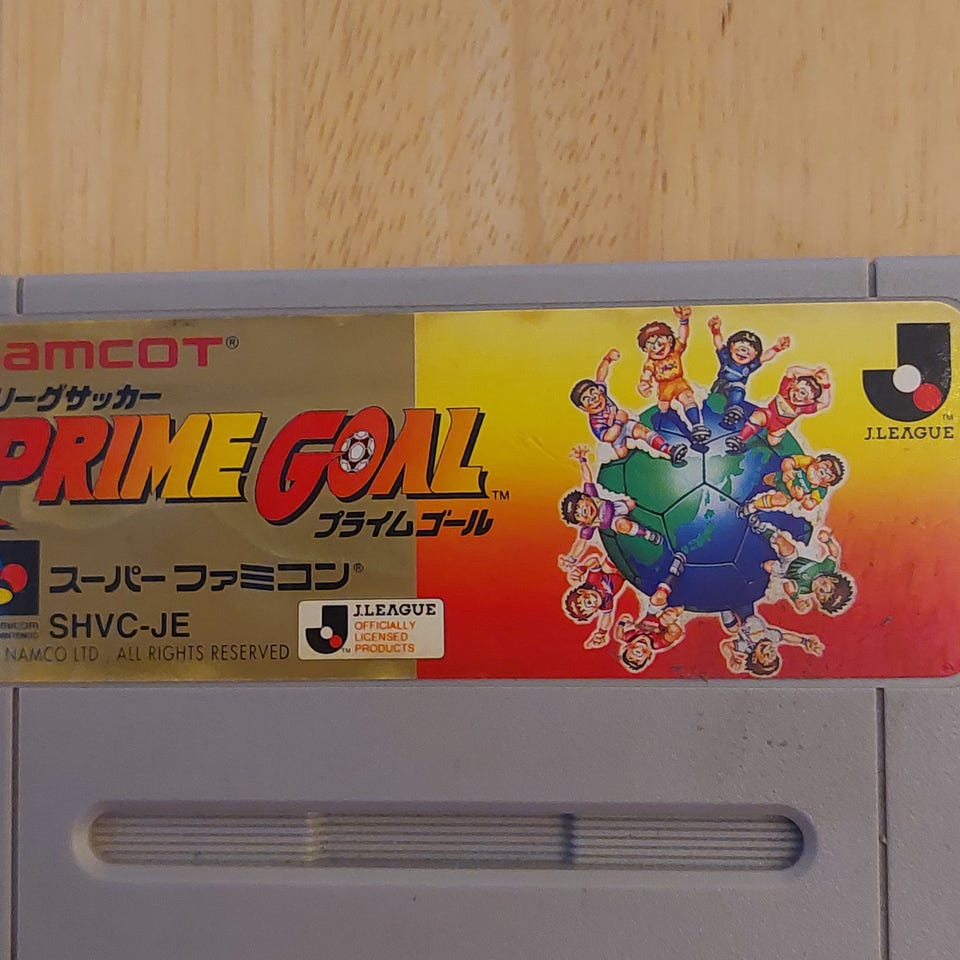 amcot®
リーグサッカー
PRIME GOAL™
プライムゴール
スーパーファミコン®
SHVC-JE
NAMCO LTD., ALL RIGHTS RESERVED
J.LEAGUE
OFFICIALLY
LICENSED
PRODUCTS
™
™
J.LEAGUE